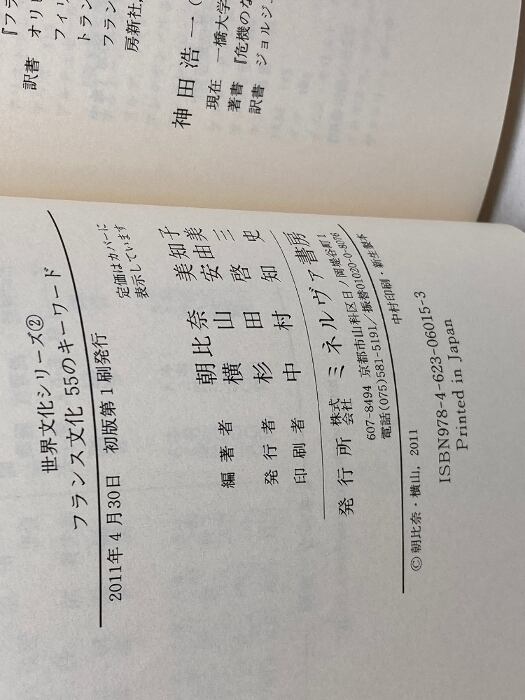 『フラ
訳書 オリビ
フィリ
トラン
フラン
房新社,
神田浩一(
現在 一橋大学
著書 『危機のな
訳書 ジョルジ
世界文化シリーズ②
フランス文化 55のキーワード
2011年4月30日 初版第1刷発行
定価はカバーに
表示しています
編著者 朝比奈美知子
横山安由美
発行者 杉田啓三
印刷者 中村知史
発行所 株式会社 ミネルヴァ書房
607-8494 京都市山科区日ノ岡堤谷町1
電話(075)581-5191/振替01020-0-8076
© 朝比奈・横山, 2011
中村印刷・新生製本
ISBN978-4-623-06015-3
Printed in Japan